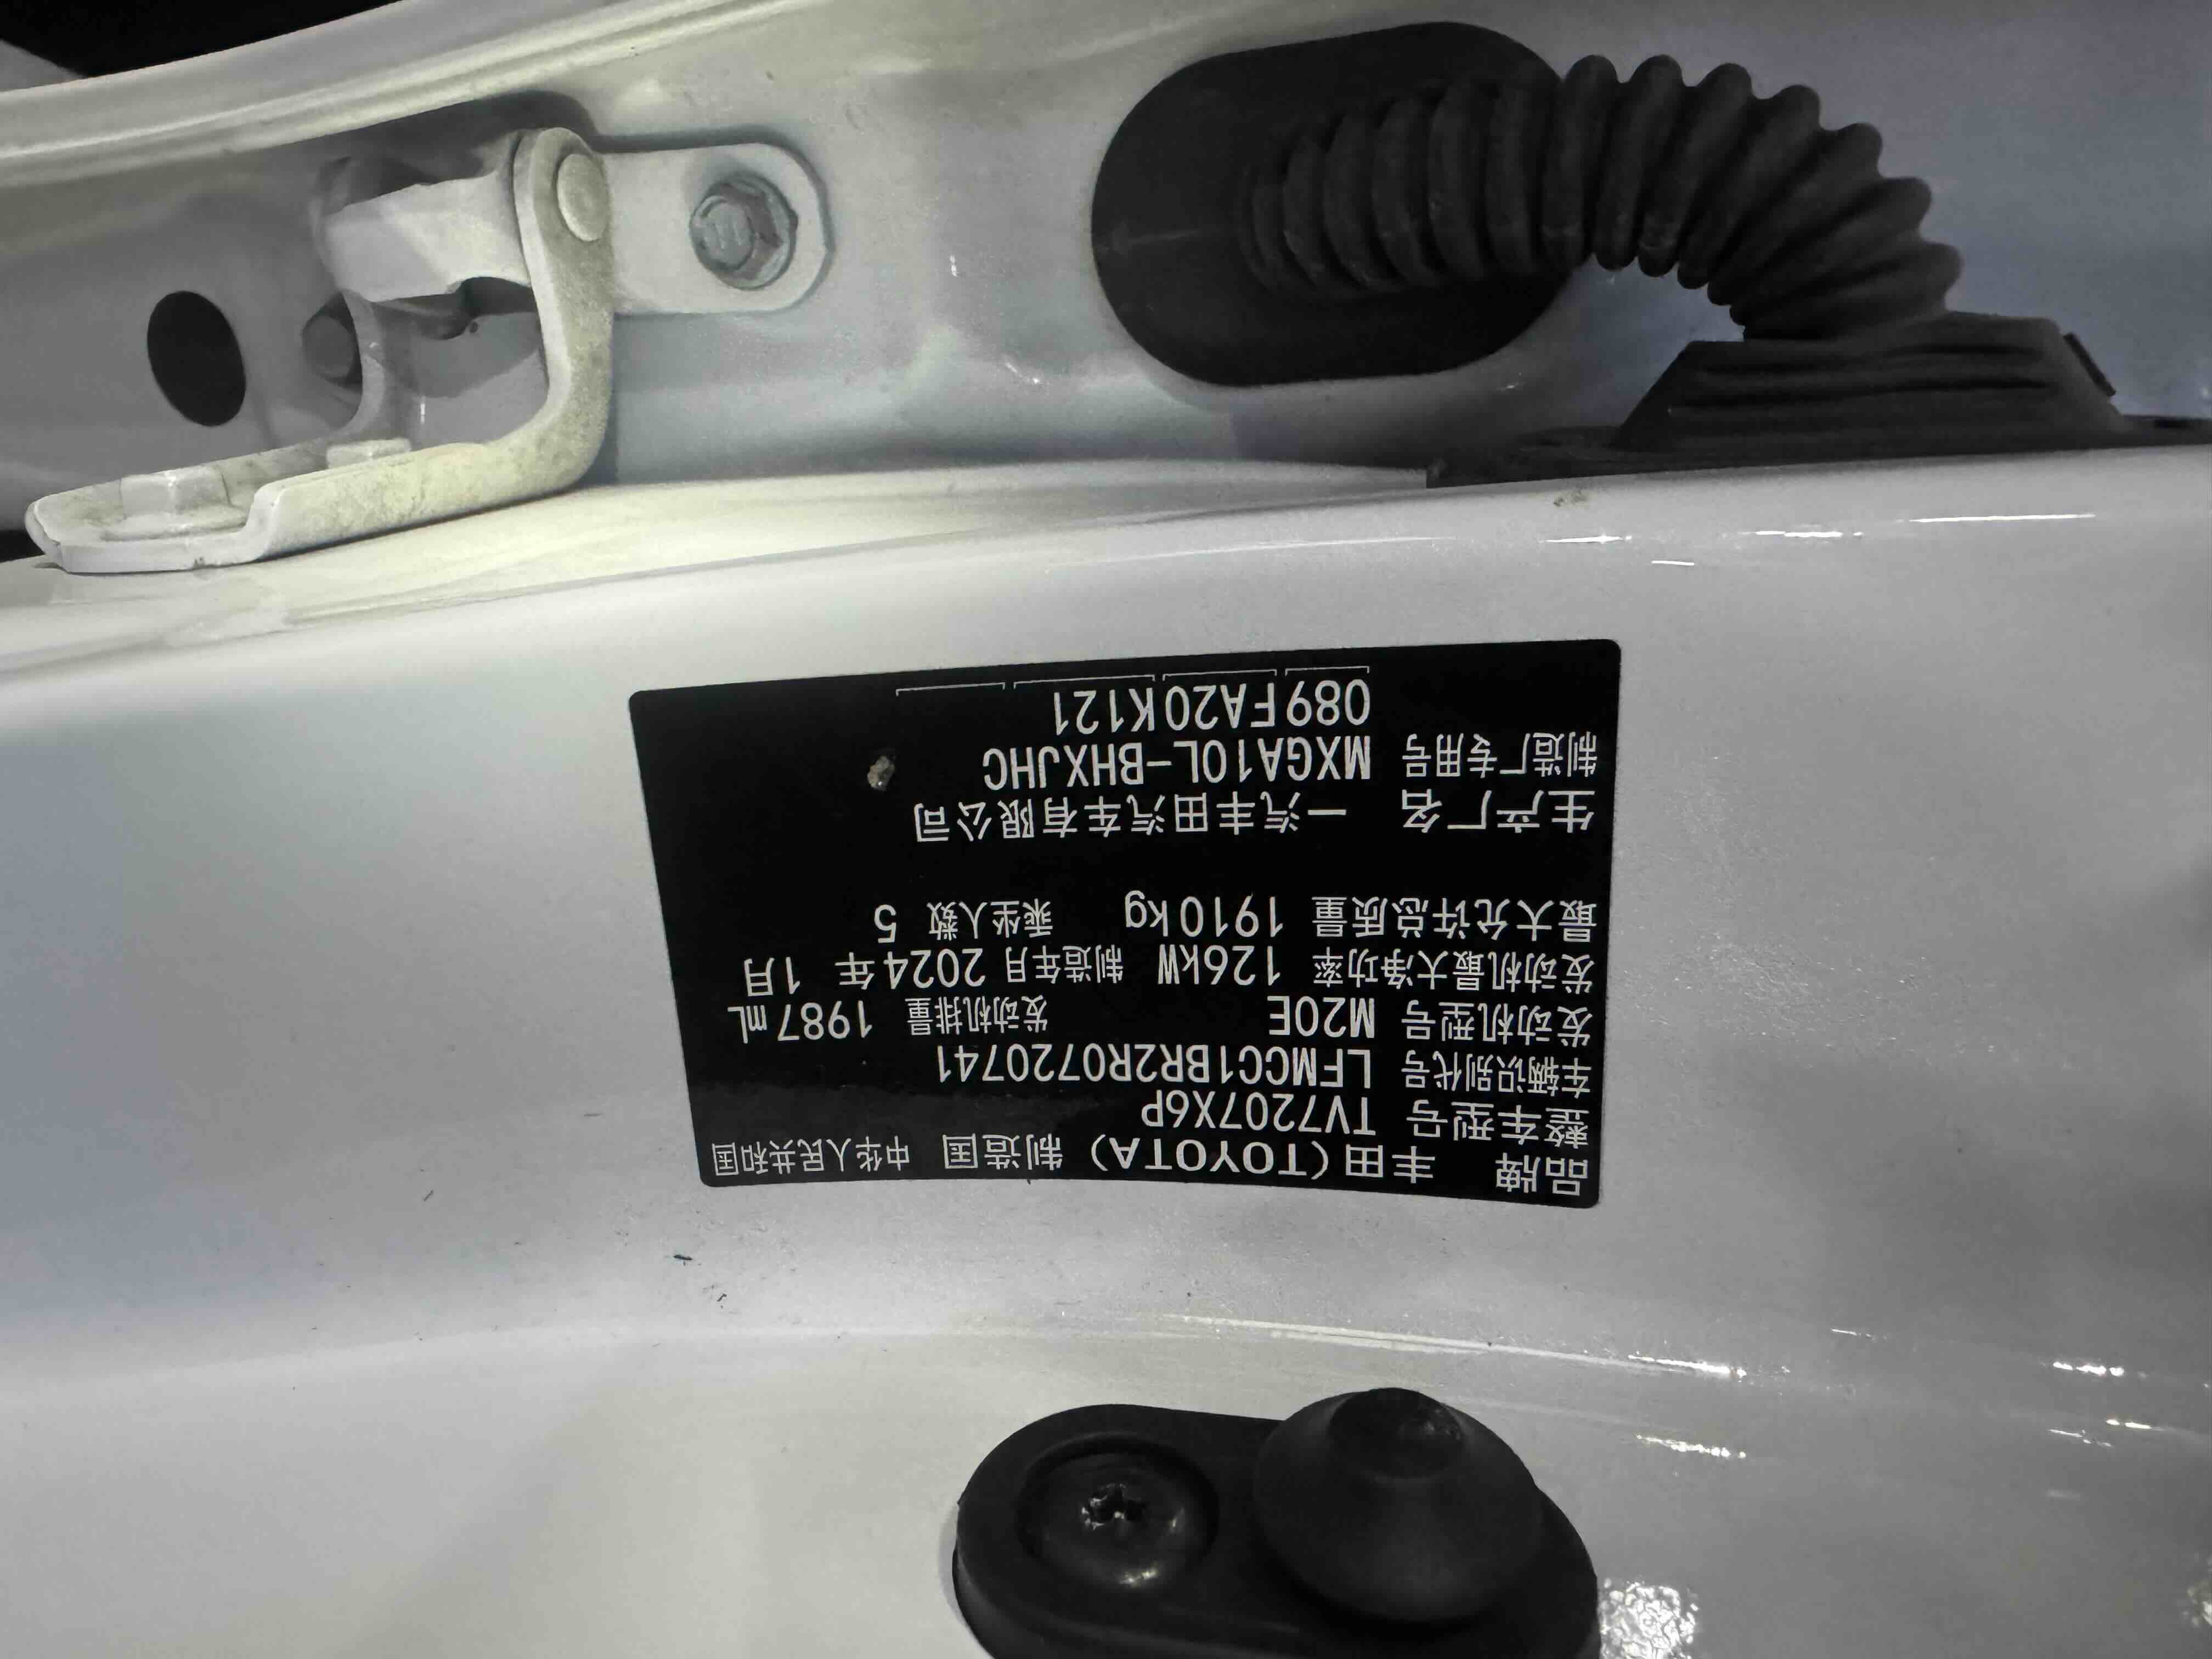 品牌 丰田(TOYOTA) 制造国 中华人民共和国
整车型号 TV7207X6P
车辆识别代号 LFMCC1BR2R0720741
发动机型号 M20E 发动机排量 1987mL
发动机最大净功率 126kW 制造年月 2024年 1月
最大允许总质量 1910kg 乘坐人数 5
生产厂名 一汽丰田汽车有限公司
制造厂专用号 MXGA10L-BHXJHC
089FA20K121